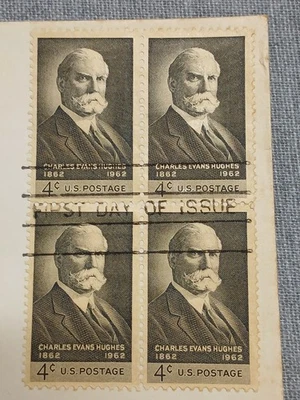 CHARLES EVANS HUGHES CHARLES EVANS HUGHES
1862 1962 1862 1962
4¢ U.S. POSTAGE 4¢ U.S. POSTAGE
FIRST DAY OF ISSUE
CHARLES EVANS HUGHES CHARLES EVANS HUGHES
1862 1962 1862 1962
4¢ U.S. POSTAGE 4¢ U.S. POSTAGE